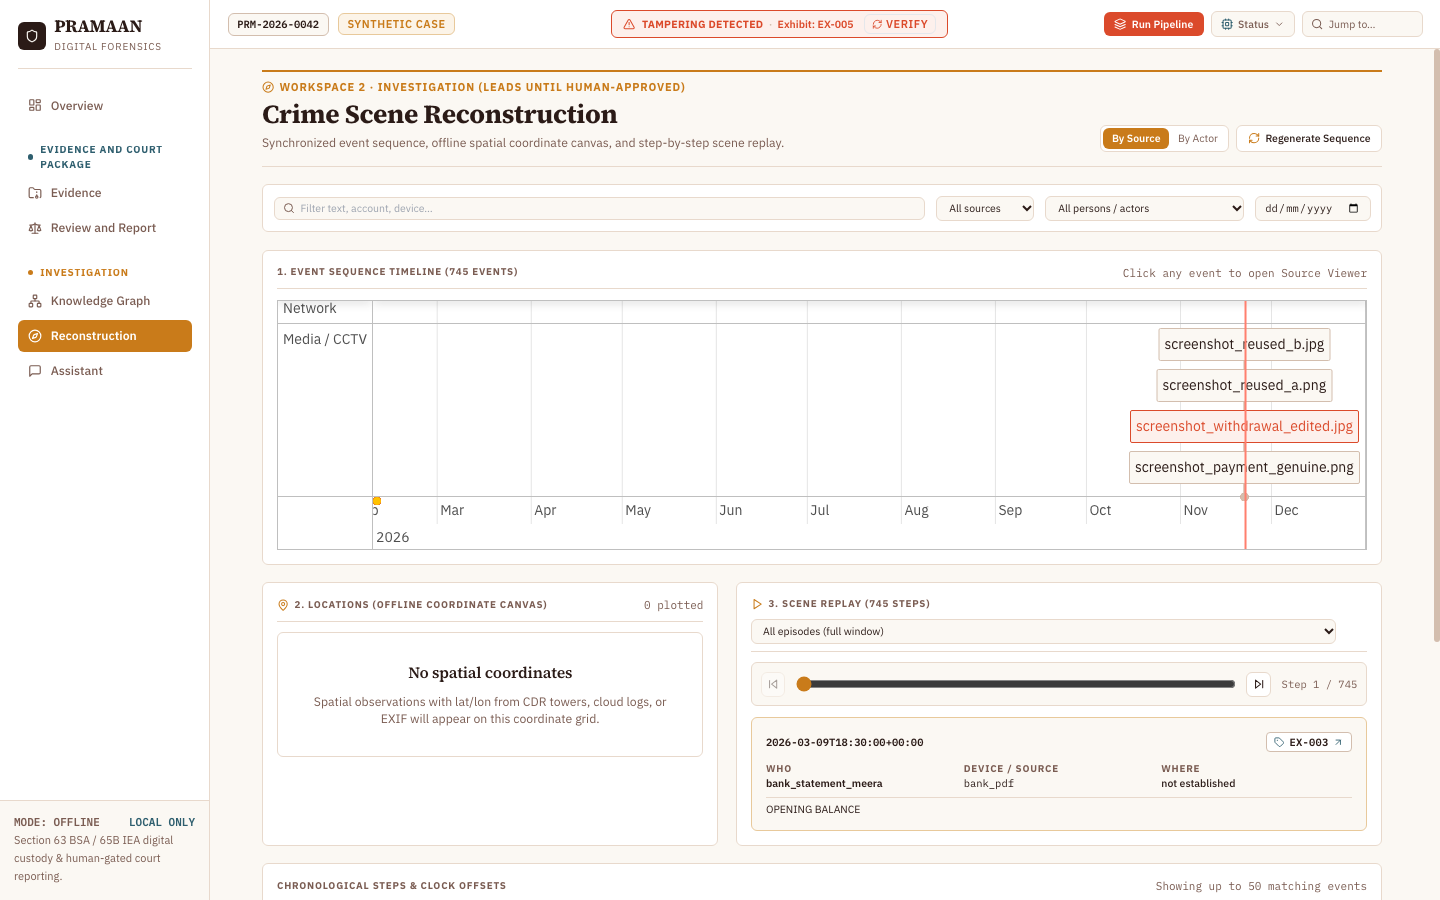 PRAMAAN
DIGITAL FORENSICS
Overview
EVIDENCE AND COURT
PACKAGE
Evidence
Review and Report
INVESTIGATION
Knowledge Graph
Reconstruction
Assistant
MODE: OFFLINE LOCAL ONLY
Section 63 BSA / 65B IEA digital
custody & human-gated court
reporting.
PRM-2026-0042 SYNTHETIC CASE
TAMPERING DETECTED · Exhibit: EX-005 VERIFY
Run Pipeline Status Jump to...
WORKSPACE 2 · INVESTIGATION (LEADS UNTIL HUMAN-APPROVED)
Crime Scene Reconstruction
Synchronized event sequence, offline spatial coordinate canvas, and step-by-step scene replay.
By Source By Actor Regenerate Sequence
Filter text, account, device... All sources All persons / actors dd/mm/yyyy
1. EVENT SEQUENCE TIMELINE (745 EVENTS) Click any event to open Source Viewer
Network
Media / CCTV
screenshot_reused_b.jpg
screenshot_reused_a.png
screenshot_withdrawal_edited.jpg
screenshot_payment_genuine.png
Mar Apr May Jun Jul Aug Sep Oct Nov Dec
2026
2. LOCATIONS (OFFLINE COORDINATE CANVAS) 0 plotted
No spatial coordinates
Spatial observations with lat/lon from CDR towers, cloud logs, or
EXIF will appear on this coordinate grid.
3. SCENE REPLAY (745 STEPS)
All episodes (full window)
Step 1 / 745
2026-03-09T18:30:00+00:00 EX-003
WHO DEVICE / SOURCE WHERE
bank_statement_meera bank_pdf not established
OPENING BALANCE
CHRONOLOGICAL STEPS & CLOCK OFFSETS Showing up to 50 matching events